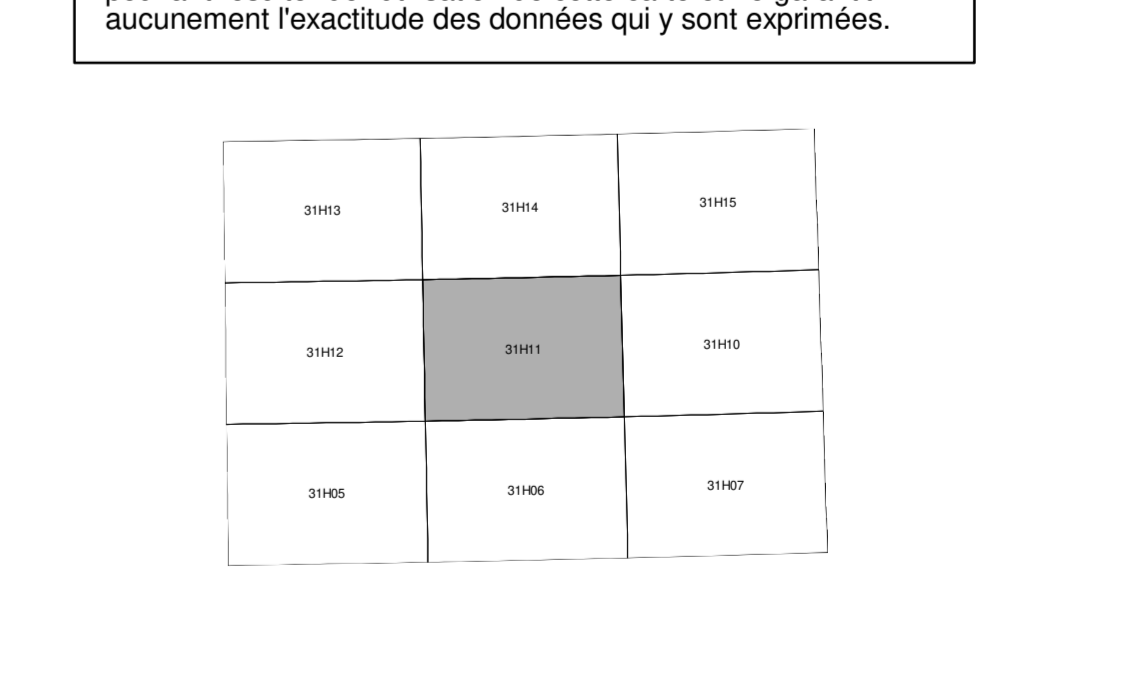 aucunement l'exactitude des données qui y sont exprimées.
31H13 31H14 31H15
31H12 31H11 31H10
31H05 31H06 31H07